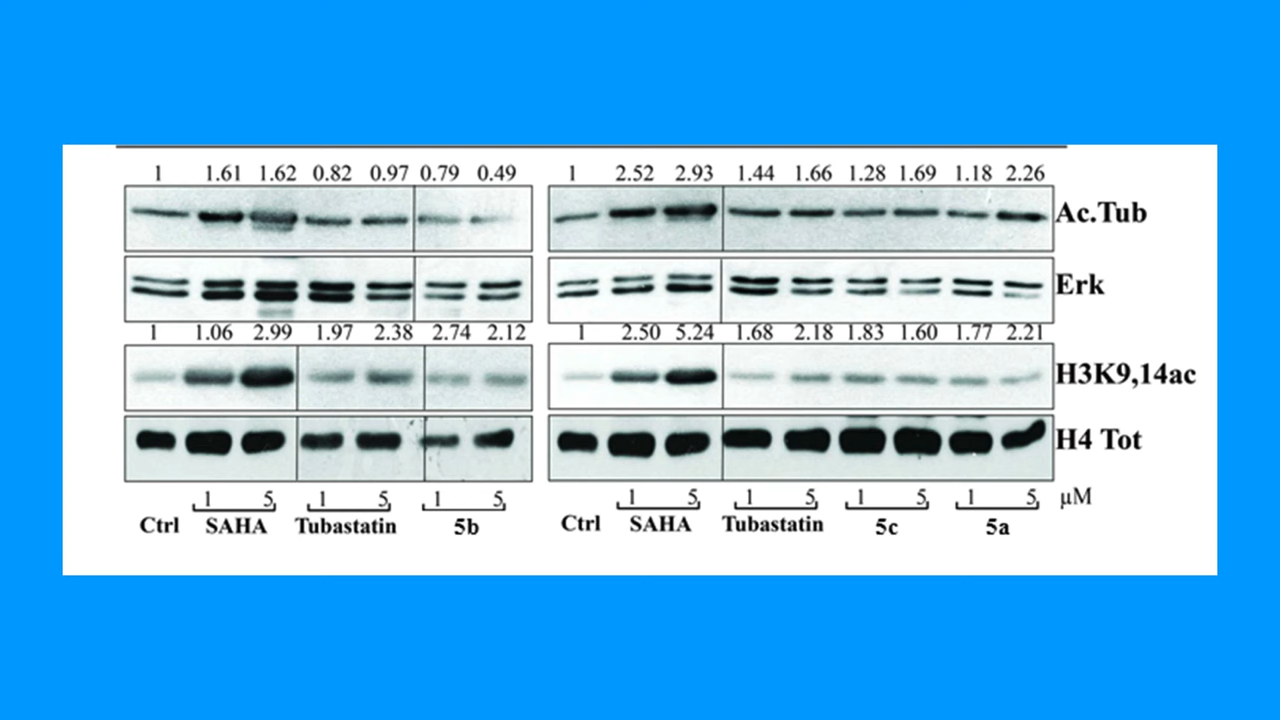 1 1.61 1.62 0.82 0.97 0.79 0.49 1 2.52 2.93 1.44 1.66 1.28 1.69 1.18 2.26
Ac.Tub
Erk
1 1.06 2.99 1.97 2.38 2.74 2.12 1 2.50 5.24 1.68 2.18 1.83 1.60 1.77 2.21
H3K9,14ac
H4 Tot
1 5 1 5 1 5 1 5 1 5 1 5 1 5 µM
Ctrl SAHA Tubastatin 5b Ctrl SAHA Tubastatin 5c 5a